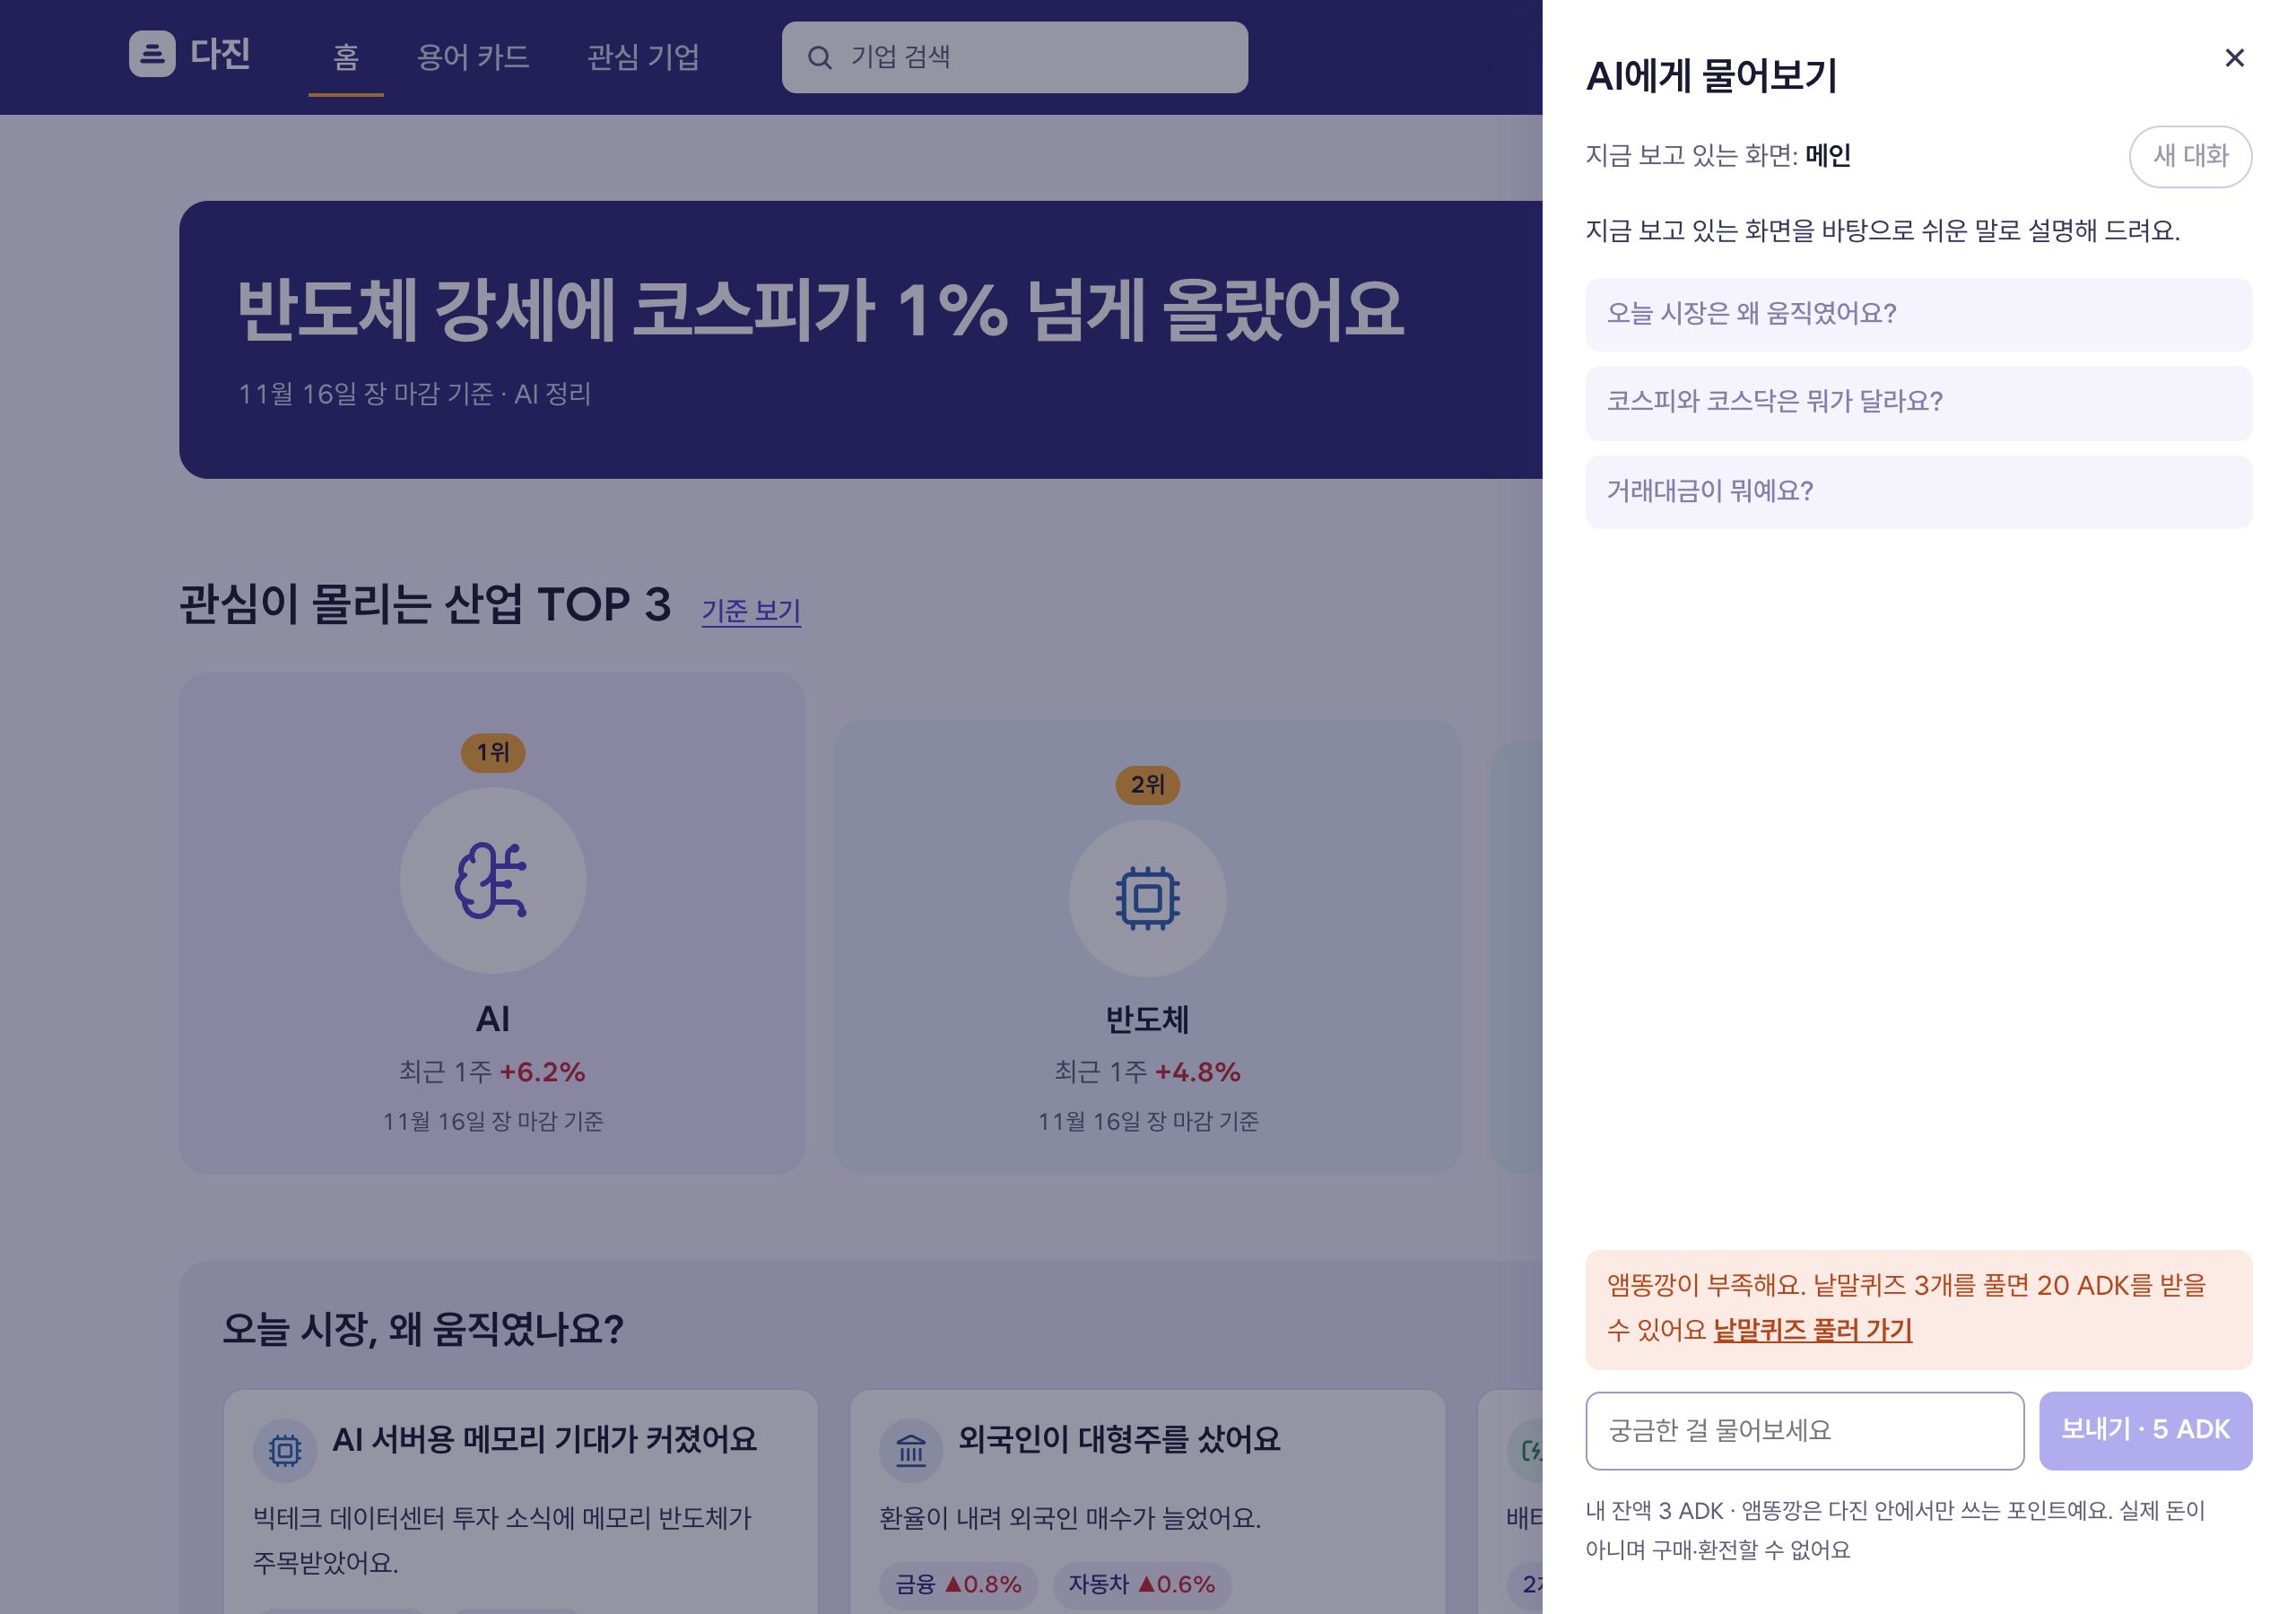 다진
홈
용어 카드
관심 기업
기업 검색
반도체 강세에 코스피가 1% 넘게 올랐어요
11월 16일 장 마감 기준 · AI 정리
관심이 몰리는 산업 TOP 3 기준 보기
1위
AI
최근 1주 +6.2%
11월 16일 장 마감 기준
2위
반도체
최근 1주 +4.8%
11월 16일 장 마감 기준
오늘 시장, 왜 움직였나요?
AI 서버용 메모리 기대가 커졌어요
빅테크 데이터센터 투자 소식에 메모리 반도체가
주목받았어요.
외국인이 대형주를 샀어요
환율이 내려 외국인 매수가 늘었어요.
금융 ▲0.8%
자동차 ▲0.6%
AI에게 물어보기
지금 보고 있는 화면: 메인
새 대화
지금 보고 있는 화면을 바탕으로 쉬운 말로 설명해 드려요.
오늘 시장은 왜 움직였어요?
코스피와 코스닥은 뭐가 달라요?
거래대금이 뭐예요?
앰똥깡이 부족해요. 낱말퀴즈 3개를 풀면 20 ADK를 받을
수 있어요 낱말퀴즈 풀러 가기
궁금한 걸 물어보세요
보내기 · 5 ADK
내 잔액 3 ADK · 앰똥깡은 다진 안에서만 쓰는 포인트예요. 실제 돈이
아니며 구매·환전할 수 없어요